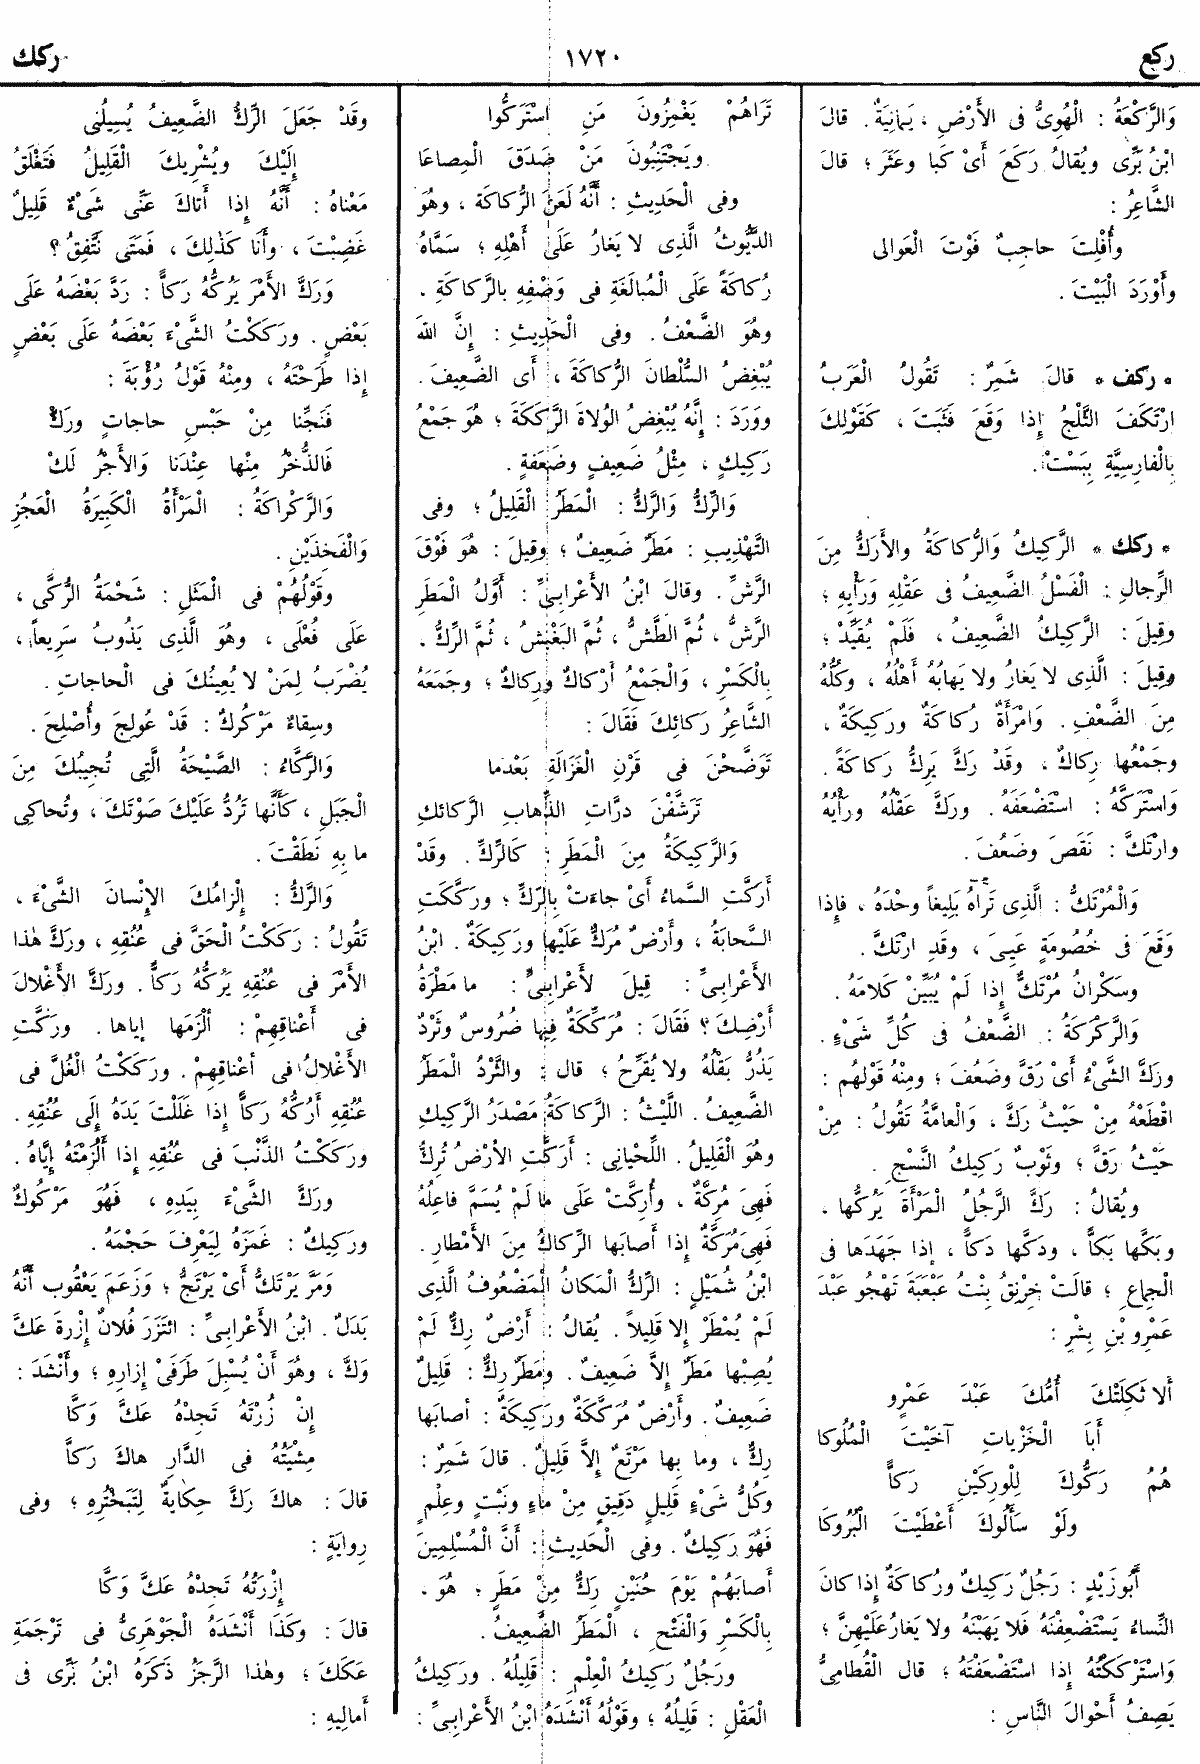 ركع
١٧٢٠
ركك
وَالرَّكْعَةُ : الْهُوِىُّ فى الأَرْضِ ، يَمانِيَةٌ . قالَ
ابْنُ بَرِّى ويُقالُ رَكَعَ أَىْ كَبا وعَثَرَ ؛ قالَ
الشَّاعِرُ :
وأُفْلِتَ حاجِبٌ فَوْتَ الْعَوالى
وأَوْرَدَ الْبَيْتَ .
* ركف * قالَ شَمِرٌ : تَقُولُ الْعَرَبُ
ارْتَكَفَ الثَّلْجُ إِذا وَقَعَ فَثَبَتَ ، كَقَوْلِكَ
بِالْفارِسِيَّةِ بِبَسْتْ .
* ركك * الرَّكِيكُ وَالرُّكاكَةُ والأَرَكُّ مِنَ
الرِّجالِ : الْفَسْلُ الضَّعِيفُ فى عَقْلِهِ وَرَأْيِهِ ؛
وقِيلَ : الرَّكِيكُ الضَّعِيفُ ، فَلَمْ يُقَيَّدْ ؛
وقِيلَ : الَّذِى لا يَغارُ ولا يَهابُهُ أَهْلُهُ ، وكُلُّهُ
مِنَ الضَّعْفِ . وَامْرَأَةٌ رُكاكَةٌ ورَكِيكَةٌ ،
وجَمْعُها رِكاكٌ ، وقَدْ رَكَّ يَرِكُّ رَكاكَةً .
وَاسْتَرَكَّهُ : اسْتَضْعَفَهُ . ورَكَّ عَقْلُهُ ورَأْيُهُ
وارْتَكَّ : نَقَصَ وضَعُفَ .
وَالْمُرْتَكُّ : الَّذِى تَراهُ بَلِيغاً وحْدَهُ ، فَإِذا
وَقَعَ فى خُصُومَةٍ عَيِىَ ، وقَدِ ارْتَكَّ .
وسَكْرانُ مُرْتَكٌّ إِذا لَمْ يُبَيِّنْ كَلامَهُ .
وَالرَّكْرَكَةُ : الضَّعْفُ فى كُلِّ شَىْءٍ .
ورَكَّ الشَّىْءُ أَىْ رَقَّ وضَعُفَ ؛ ومِنْهُ قَوْلُهُم :
اقْطَعْهُ مِنْ حَيْثُ رَكَّ ، وَالْعامَّةُ تَقُولُ : مِنْ
حَيْثُ رَقَّ ؛ وثَوْبٌ رَكِيكُ النَّسْجِ .
ويُقالُ : رَكَّ الرَّجُلُ الْمَرْأَةَ يَرُكُّها ،
وبَكَّها بَكًّا ، ودَكَّها دَكًّا ، إِذا جَهَدَها فى
الْجِماعِ ؛ قالَتْ خِرْنِقُ بِنْتُ عَبْعَبَةَ تَهْجُو عَبْدَ
عَمْرِو بْنِ بِشْرٍ :
أَلا ثَكِلَتْكَ أُمُّكَ عَبْدَ عَمْرٍو
أَبا الْخَزَياتِ آخَيْتَ الْمُلُوكا
هُمُ رَكُّوكَ لِلْورِكَيْنِ رَكًّا
ولَوْ سَأَلُوكَ أَعْطَيْتَ الْبُرُوكا
أَبُوزَيْدٍ : رَجُلٌ رَكِيكٌ ورُكاكَةٌ إِذا كانَ
النِّساءُ يَسْتَضْعِفْنَهُ فَلا يَهَبْنَهُ ولا يَغارُ عَلَيْهِنَّ ؛
وَاسْتَرْكَكْتُهُ إِذا اسْتَضْعَفْتَهُ ؛ قال الْقُطامِىُّ
يَصِفُ أَحْوالَ النَّاسِ :
تَراهُمْ يَغْمِزُونَ مَنِ اسْتَرَكُّوا
ويَجْتَنِبُونَ مَنْ صَدَقَ الْمِصاعَا
وفى الْحَدِيثِ : أَنَّهُ لَعَنَ الرُّكاكَةَ ، وهُوَ
الدَّيُّوثُ الَّذِى لا يَغارُ عَلَى أَهْلِهِ ؛ سَمَّاهُ
رُكاكَةً عَلَى الْمُبالَغَةِ فى وَصْفِهِ بِالرَّكاكَةِ ،
وهُوَ الضَّعْفُ . وفى الْحَدِيثِ : إِنَّ اللهَ
يُبْغِضُ السُّلْطانَ الرُّكاكَةَ ، أَى الضَّعِيفَ .
ووَرَدَ : إِنَّهُ يُبْغِضُ الوُلاةَ الرَّكَكَةَ ؛ هُوَ جَمْعُ
رَكِيكٍ ، مِثْلُ ضَعِيفٍ وضَعَفَةٍ .
وَالرِّكُّ وَالرَّكُّ : الْمَطَرُ الْقَلِيلُ ؛ وفى
التَّهْذِيبِ : مَطَرٌ ضَعِيفٌ ؛ وقِيلَ : هُوَ فَوْقَ
الرَّشِّ . وقالَ ابْنُ الأَعْرابِىِّ : أَوَّلُ الْمَطَرِ
الرَّشُّ ، ثُمَّ الطَّشُّ ، ثُمَّ الْبَغْشُ ، ثُمَّ الرِّكُّ ،
بِالْكَسْرِ ، وَالْجَمْعُ أَرْكاكٌ ورِكاكٌ ؛ وجَمَعَهُ
الشَّاعِرُ رَكائِكَ فَقالَ :
تَوَضَّحْنَ فى قَرْنِ الْغَزالَةِ بَعْدما
تَرَشَّفْنَ دِرَّاتِ الذِّهابِ الرَّكائِكِ
وَالرَّكِيكَةُ مِنَ الْمَطَرِ : كالرِّكِّ . وقَدْ
أَرَكَّتِ السَّماءُ أَىْ جاءَتْ بِالرِّكِّ ؛ ورَكَّكَتِ
السَّحابَةُ ، وأَرْضٌ مُرَكٌّ عَلَيْها ورَكِيكَةٌ . ابْنُ
الأَعْرابِىِّ : قِيلَ لأَعْرابِىٍّ : ما مَطْرَةُ
أَرْضِكَ ؟ فَقالَ : مُرَكِّكَةٌ فِيها ضُرُوسٌ وثَرْدٌ
يَذُرُّ بَقْلُهُ ولا يُقَرِّحُ ؛ قال : والثَّرْدُ الْمَطَرُ
الضَّعِيفُ . اللَّيْثُ : الرَّكاكَةُ مَصْدَرُ الرَّكِيكِ
وهُوَ الْقَلِيلُ . اللِّحْيانِى : أَرَكَّتِ الأَرْضُ تُرِكُّ
فَهِىَ مُرِكَّةٌ ، وأُرِكَّتْ عَلَى ما لَمْ يُسَمَّ فاعِلُهُ
فَهِىَ مُرَكَّةٌ إِذا أَصابَها الرِّكاكُ مِنَ الأَمْطارِ .
ابْنُ شُمَيْلٍ : الرِّكُّ الْمَكانُ الْمَضْعُوفُ الَّذِى
لَمْ يُمْطَرْ إِلا قَلِيلاً . يُقالُ : أَرْضٌ رِكٌّ لَمْ
يُصِبْها مَطَرٌ إِلاَّ ضَعِيفٌ . ومَطَرٌ رِكٌّ : قَلِيلٌ
ضَعِيفٌ . وأَرْضٌ مُرَكَّكَةٌ ورَكِيكَةٌ : أَصابَها
رِكٌّ ، وما بِها مَرْتَعٌ إِلاَّ قَلِيلٌ . قالَ شَمِرٌ :
وكُلُّ شَىْءٍ قَلِيلٍ دَقِيقٍ مِنْ ماءٍ ونَبْتٍ وعِلْمٍ
فَهُوَ رَكِيكٌ . وفى الْحَدِيثِ : أَنَّ الْمُسْلِمِينَ
أَصابَهُمْ يَوْمَ حُنَيْنٍ رَكٌّ مِنْ مَطَرٍ ؛ هُوَ ،
بِالْكَسْرِ وَالْفَتْحِ ، الْمَطَرُ الضَّعِيفُ .
ورَجُلٌ رَكِيكُ الْعِلْمِ : قَلِيلُهُ . ورَكِيكُ
الْعَقْلِ : قَلِيلُهُ ؛ وقَوْلُهُ أَنْشَدَهُ ابْنُ الأَعْرابِىِّ :
وقَدْ جَعَلَ الرِّكُّ الضَّعِيفُ يُسِيلُنِى
إِلَيْكَ ويُشْرِيكَ الْقَلِيلُ فَتَغْلَقُ
مَعْناهُ : أَنَّهُ إِذا أَتاكَ عَنِّى شَىْءٌ قَلِيلٌ
غَضِبْتَ ، وأَنَا كَذٰلِكَ ، فَمَتَى نَتَّفِقُ ؟
وَرَكَّ الأَمْرَ يَرُكُّهُ رَكًّا : رَدَّ بَعْضَهُ عَلَى
بَعْضٍ . ورَكَكْتُ الشَّىْءَ بَعْضَهُ عَلَى بَعْضٍ
إِذا طَرَحْتَهُ ، ومِنْهُ قَوْلُ رُؤْبَةَ :
فَنَجِّنا مِنْ حَبْسِ حاجاتٍ ورَكّْ
فَالذُّخْرُ مِنْها عِنْدَنا وَالأَجْرُ لَكْ
وَالرَّكْراكَةُ : الْمَرْأَةُ الْكَبِيرَةُ الْعَجُزِ
وَالْفَخِذَيْنِ .
وقَوْلُهُمْ فى الْمَثَلِ : شَحْمَةُ الرُّكَّى ،
عَلَى فُعْلَى ، وهُوَ الَّذِى يَذُوبُ سَرِيعاً ،
يُضْرَبُ لِمَنْ لا يُعِينُكَ فى الْحاجاتِ .
وسِقاءٌ مَرْكُوكٌ : قَدْ عُولِجَ وأُصْلِحَ .
وَالرَّكَّاءُ : الصَّيْحَةُ الَّتِى تُجِيبُكَ مِنَ
الْجَبَلِ ، كَأَنَّها تَرُدُّ عَلَيْكَ صَوْتَكَ ، وتُحاكِى
ما بِهِ نَطَقْتَ .
وَالرَّكُّ : إِلْزامُكَ الإِنْسانَ الشَّىْءَ ،
تَقُولُ : رَكَكْتُ الْحَقَّ فى عُنُقِهِ ، ورَكَّ هٰذا
الأَمْرَ فى عُنُقِهِ يَرُكُّهُ رَكًّا . ورَكَّ الأَغْلالَ
فى أَعْناقِهِمْ : أَلْزَمَها إِياها . ورَكَّتِ
الأَغْلالُ فى أَعْناقِهِمْ . ورَكَكْتُ الْغُلَّ فى
عُنُقِهِ أَرُكُّهُ رَكًّا إِذا غَلَلْتَ يَدَهُ إِلَى عُنُقِهِ .
ورَكَكْتُ الذَّنْبَ فى عُنُقِهِ إِذا أَلْزَمْتَهُ إِيَّاهُ .
ورَكَّ الشَّىْءَ بِيَدِهِ ، فَهُوَ مَرْكُوكٌ
ورَكِيكٌ : غَمَزَهُ لِيَعْرِفَ حَجْمَهُ .
وَمَرَّ يَرْتَكُّ أَىْ يَرْتَجُّ ؛ وَزَعَمَ يَعْقُوب أَنَّهُ
بَدَلٌ . ابْنُ الأَعْرابِىِّ : ائْتَزَرَ فُلانٌ إِزْرةَ عَكَّ
وَكَّ ، وهُوَ أَنْ يُسْبِلَ طَرَفَىْ إِزارِهِ ؛ وأَنْشَدَ :
إِنْ زُرْتَهُ تَجِدْهُ عَكَّ وَكَّا
مِشْيَتُهُ فى الدَّارِ هاكَ رَكَّا
قالَ : هاكَ رَكَّ حِكايَةٌ لِتَبَخْتُرِهِ ؛ وفى
رِوايَةٍ :
إِزْرَتُهُ تَجِدْهُ عَكَّ وَكَّا
قالَ : وكَذَا أَنْشَدَهُ الْجَوْهَرِىُّ فى تَرْجَمَةِ
عَكَكَ ؛ وهٰذا الرَّجَزُ ذَكَرَهُ ابْنُ بَرِّى فى
أَمالِيهِ :